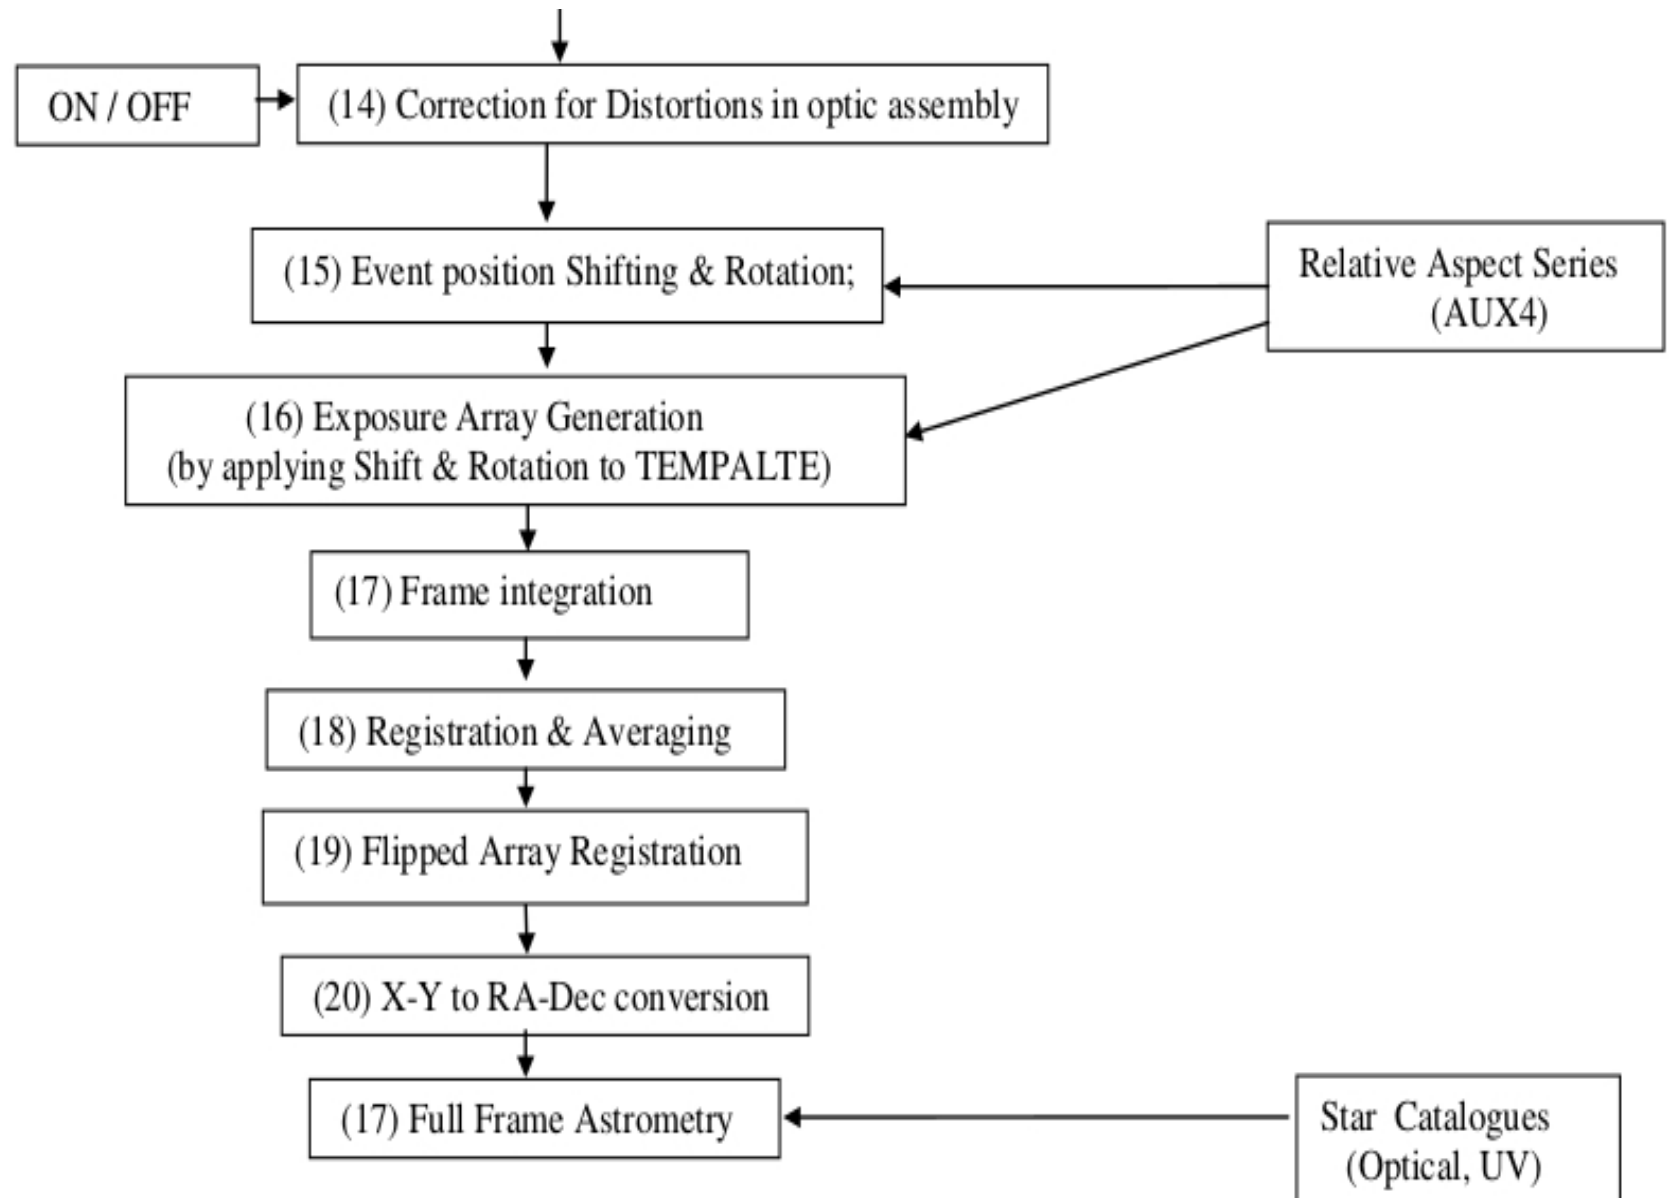 ON / OFF
(14) Correction for Distortions in optic assembly
(15) Event position Shifting & Rotation;
Relative Aspect Series
(AUX4)
(16) Exposure Array Generation
(by applying Shift & Rotation to TEMPALTE)
(17) Frame integration
(18) Registration & Averaging
(19) Flipped Array Registration
(20) X-Y to RA-Dec conversion
(17) Full Frame Astrometry
Star Catalogues
(Optical, UV)